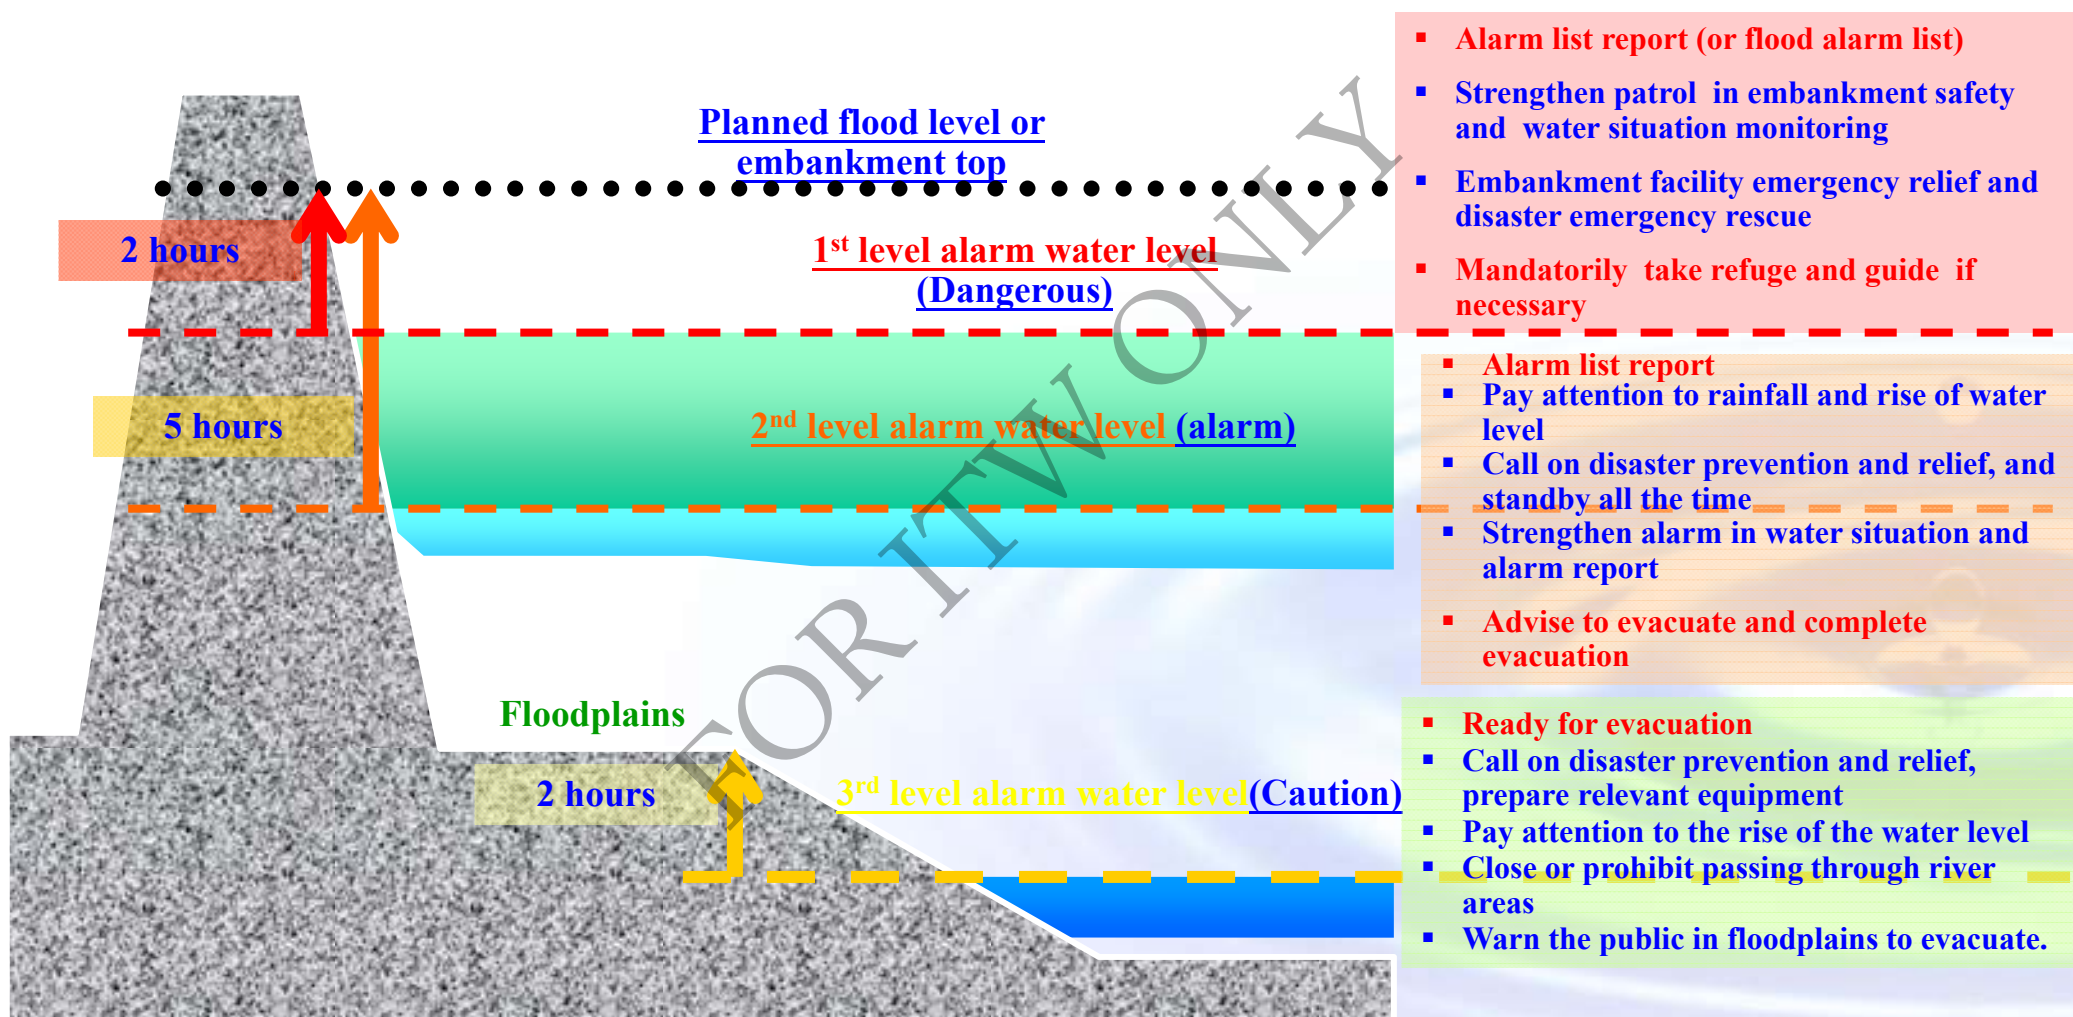 Planned flood level or
embankment top
2 hours
1st level alarm water level
(Dangerous)
5 hours
2nd level alarm water level (alarm)
Floodplains
2 hours
3rd level alarm water level(Caution)
▪ Alarm list report (or flood alarm list)
▪ Strengthen patrol in embankment safety
and water situation monitoring
▪ Embankment facility emergency relief and
disaster emergency rescue
▪ Mandatorily take refuge and guide if
necessary
▪ Alarm list report
▪ Pay attention to rainfall and rise of water
level
▪ Call on disaster prevention and relief, and
standby all the time
▪ Strengthen alarm in water situation and
alarm report
▪ Advise to evacuate and complete
evacuation
▪ Ready for evacuation
▪ Call on disaster prevention and relief,
prepare relevant equipment
▪ Pay attention to the rise of the water level
▪ Close or prohibit passing through river
areas
▪ Warn the public in floodplains to evacuate.
FOR ITW ONLY